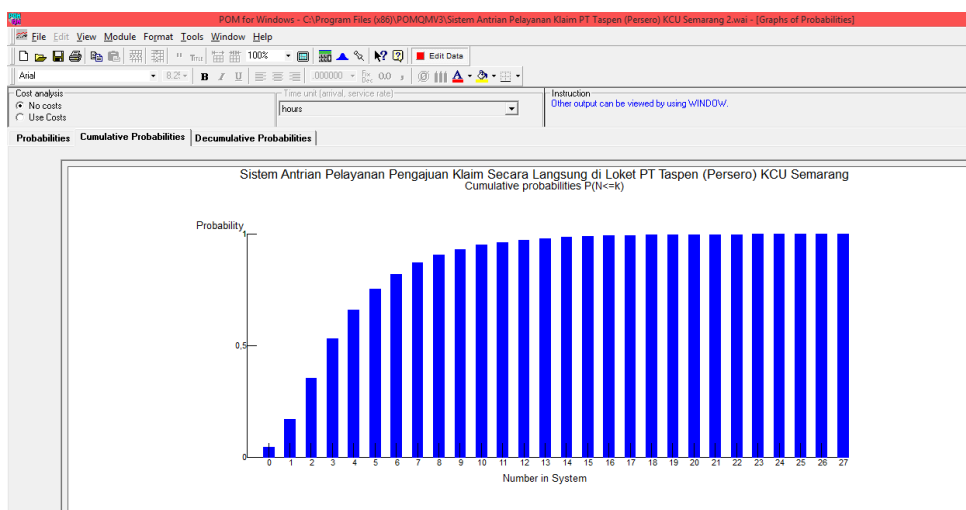 POM for Windows - C:\Program Files (x86)\POMQMV3\Sistem Antrian Pelayanan Klaim PT Taspen (Persero) KCU Semarang 2.wai - [Graphs of Probabilities]
File Edit View Module Format Tools Window Help
100% Edit Data
Arial B I U .000000 0.0
Cost analysis
No costs
Use Costs
Time unit (arrival, service rate)
hours
Instruction
Other output can be viewed by using WINDOW.
Probabilities Cumulative Probabilities Decumulative Probabilities
Sistem Antrian Pelayanan Pengajuan Klaim Secara Langsung di Loket PT Taspen (Persero) KCU Semarang
Cumulative probabilities P(N<=k)
Probability
1
0,5
0
0 1 2 3 4 5 6 7 8 9 10 11 12 13 14 15 16 17 18 19 20 21 22 23 24 25 26 27
Number in System